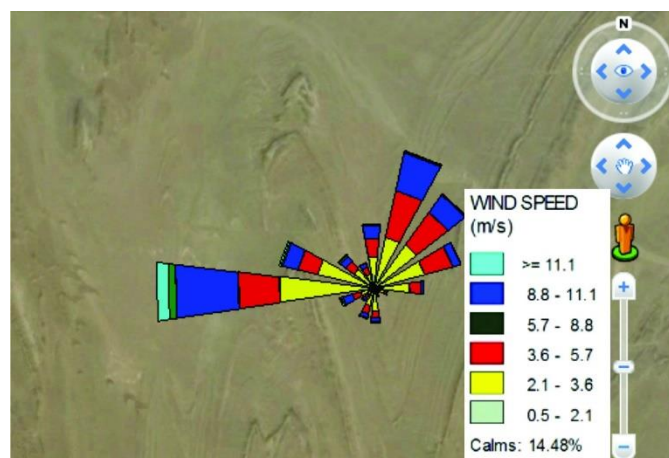 N
WIND SPEED
(m/s)
>= 11.1
8.8 - 11.1
5.7 - 8.8
3.6 - 5.7
2.1 - 3.6
0.5 - 2.1
Calms: 14.48%